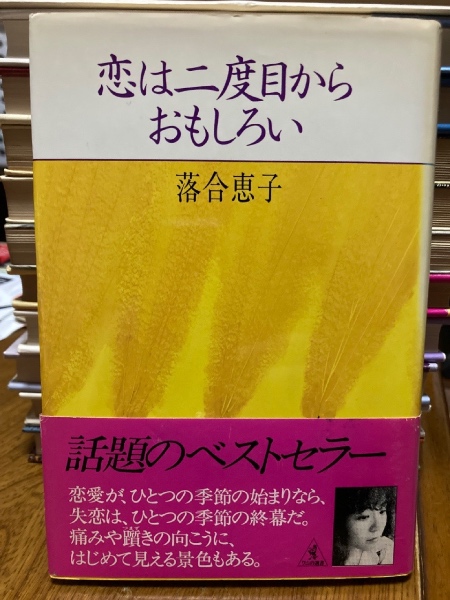 恋は二度目から
おもしろい
落合恵子
話題のベストセラー
恋愛が、ひとつの季節の始まりなら、
失恋は、ひとつの季節の終幕だ。
痛みや躓きの向こうに、
はじめて見える景色もある。